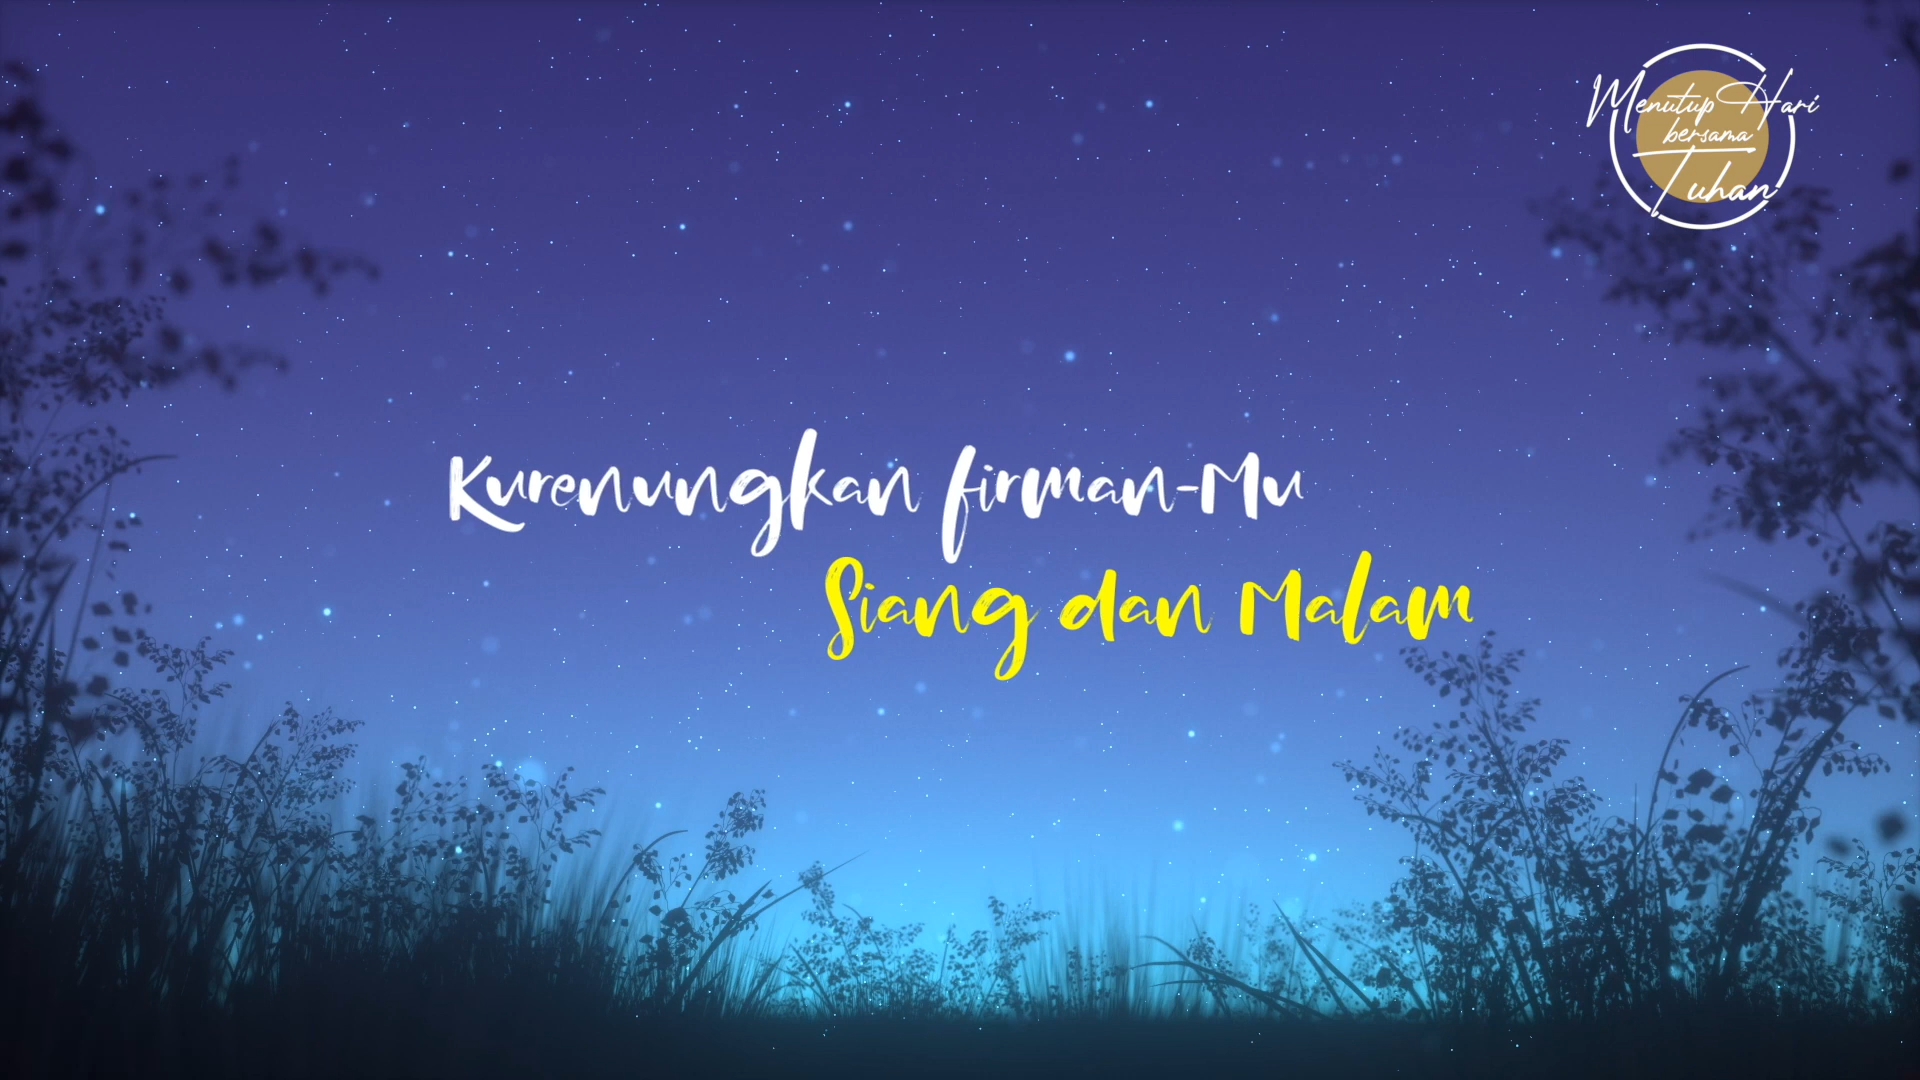 Menutup Hari
bersama
Tuhan
Kurenungkan firman-Mu
Siang dan Malam